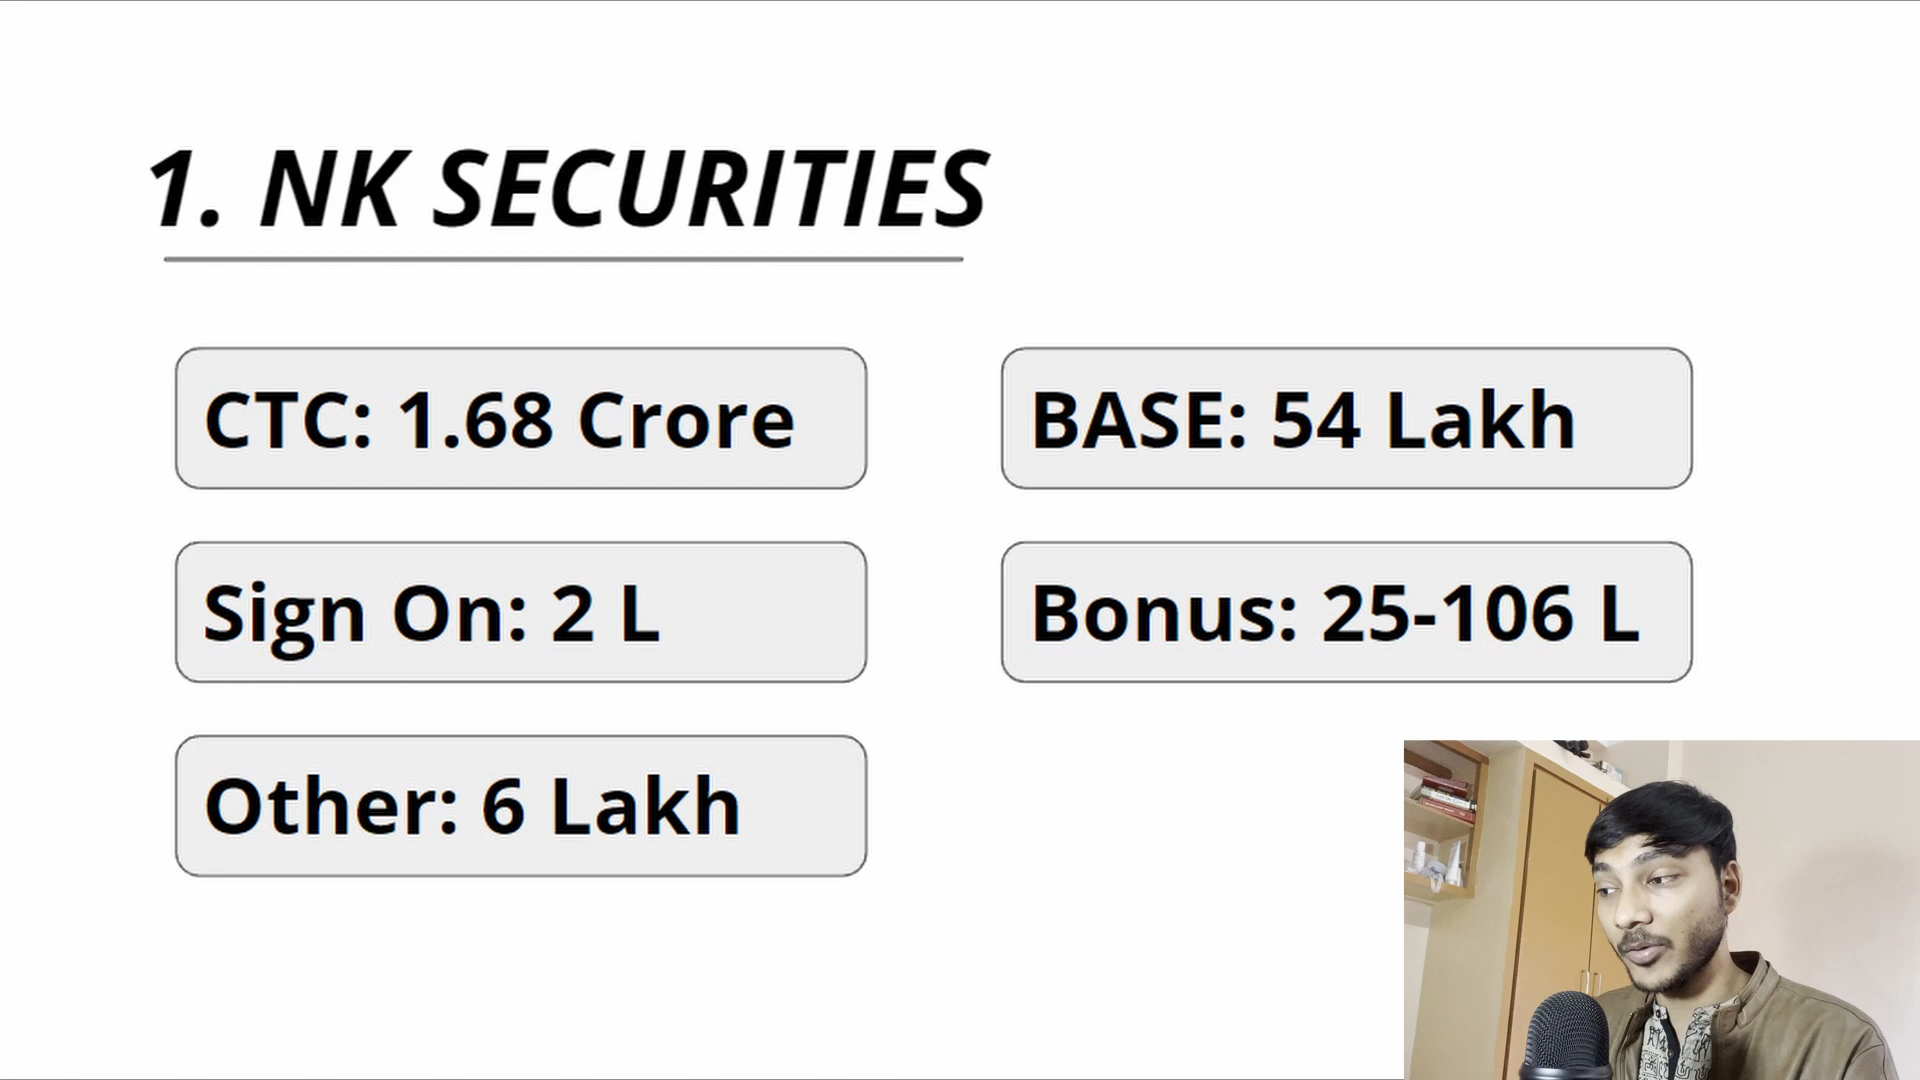 1. NK SECURITIES
CTC: 1.68 Crore
BASE: 54 Lakh
Sign On: 2 L
Bonus: 25-106 L
Other: 6 Lakh